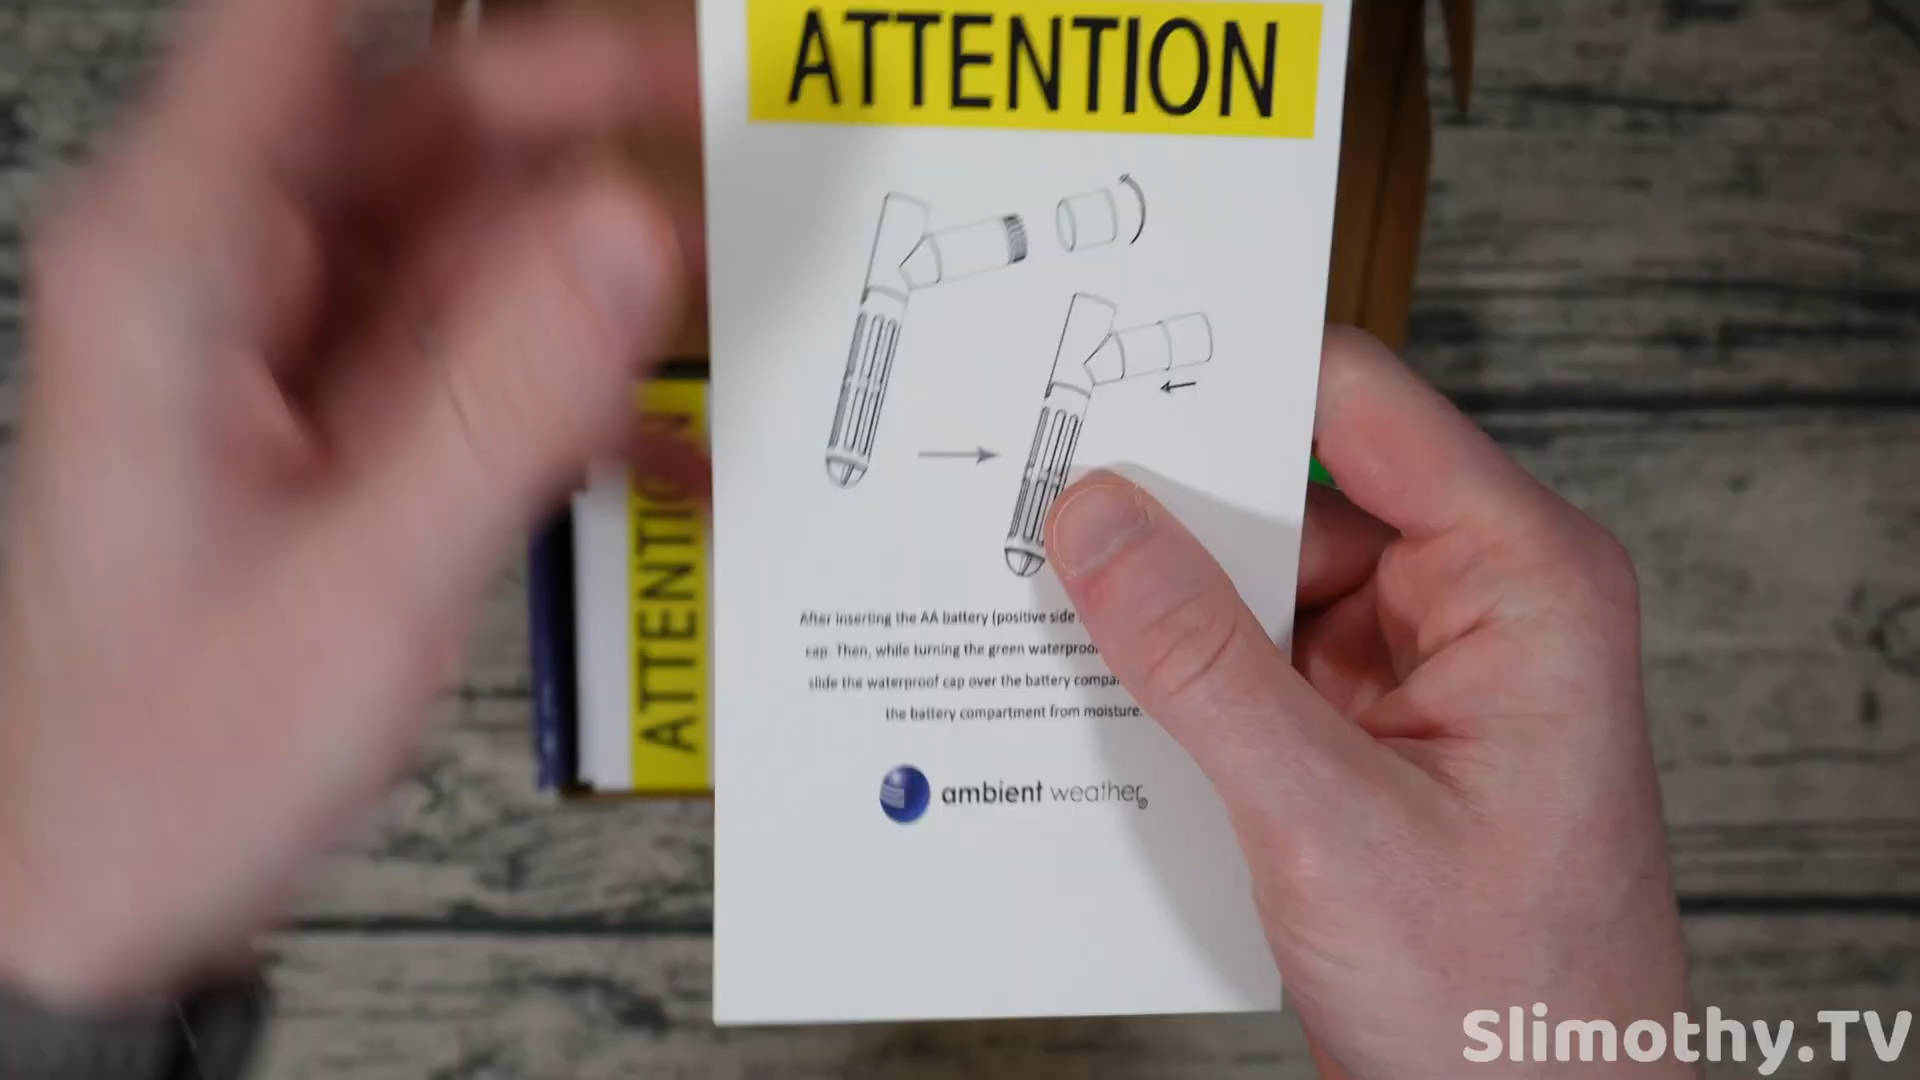 ATTENTION
After inserting the AA battery (positive side
cap. Then, while turning the green waterproof
slide the waterproof cap over the battery
the battery compartment from moisture.
ambient weather
ATTENTION
Slimothy.TV